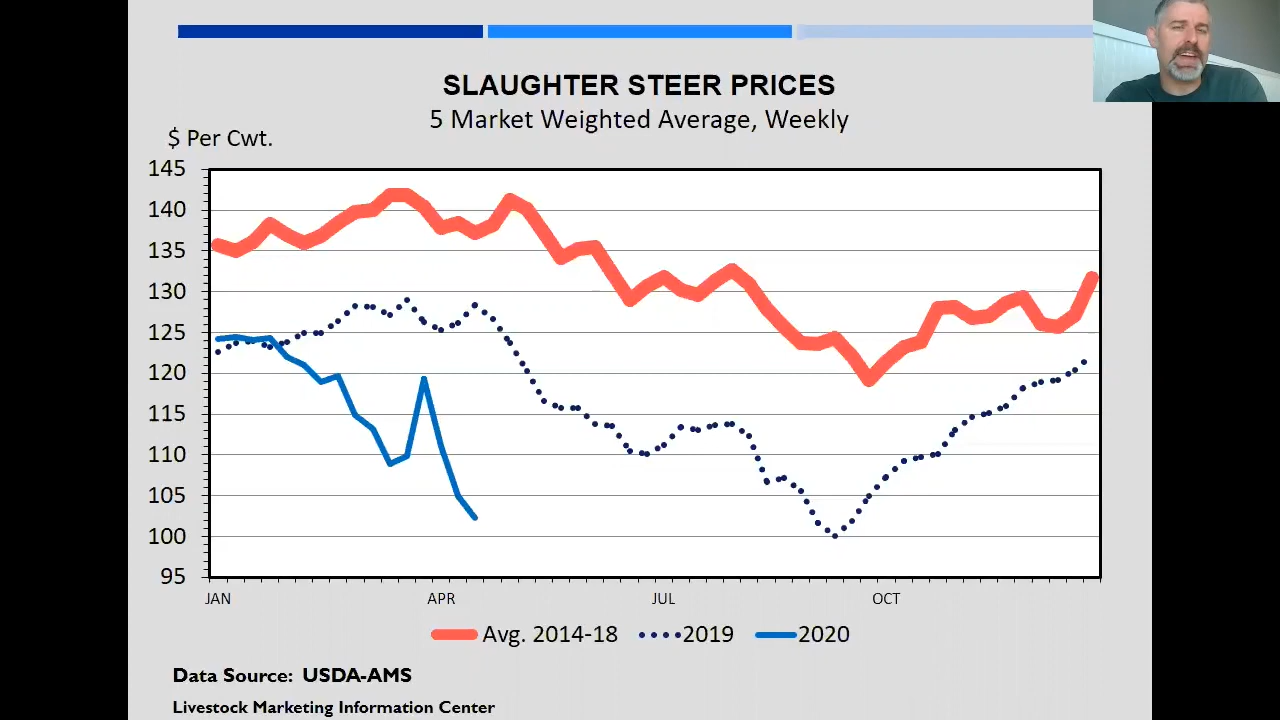 SLAUGHTER STEER PRICES
5 Market Weighted Average, Weekly
$ Per Cwt.
145
140
135
130
125
120
115
110
105
100
95
JAN APR JUL OCT
Avg. 2014-18 2019 2020
Data Source: USDA-AMS
Livestock Marketing Information Center